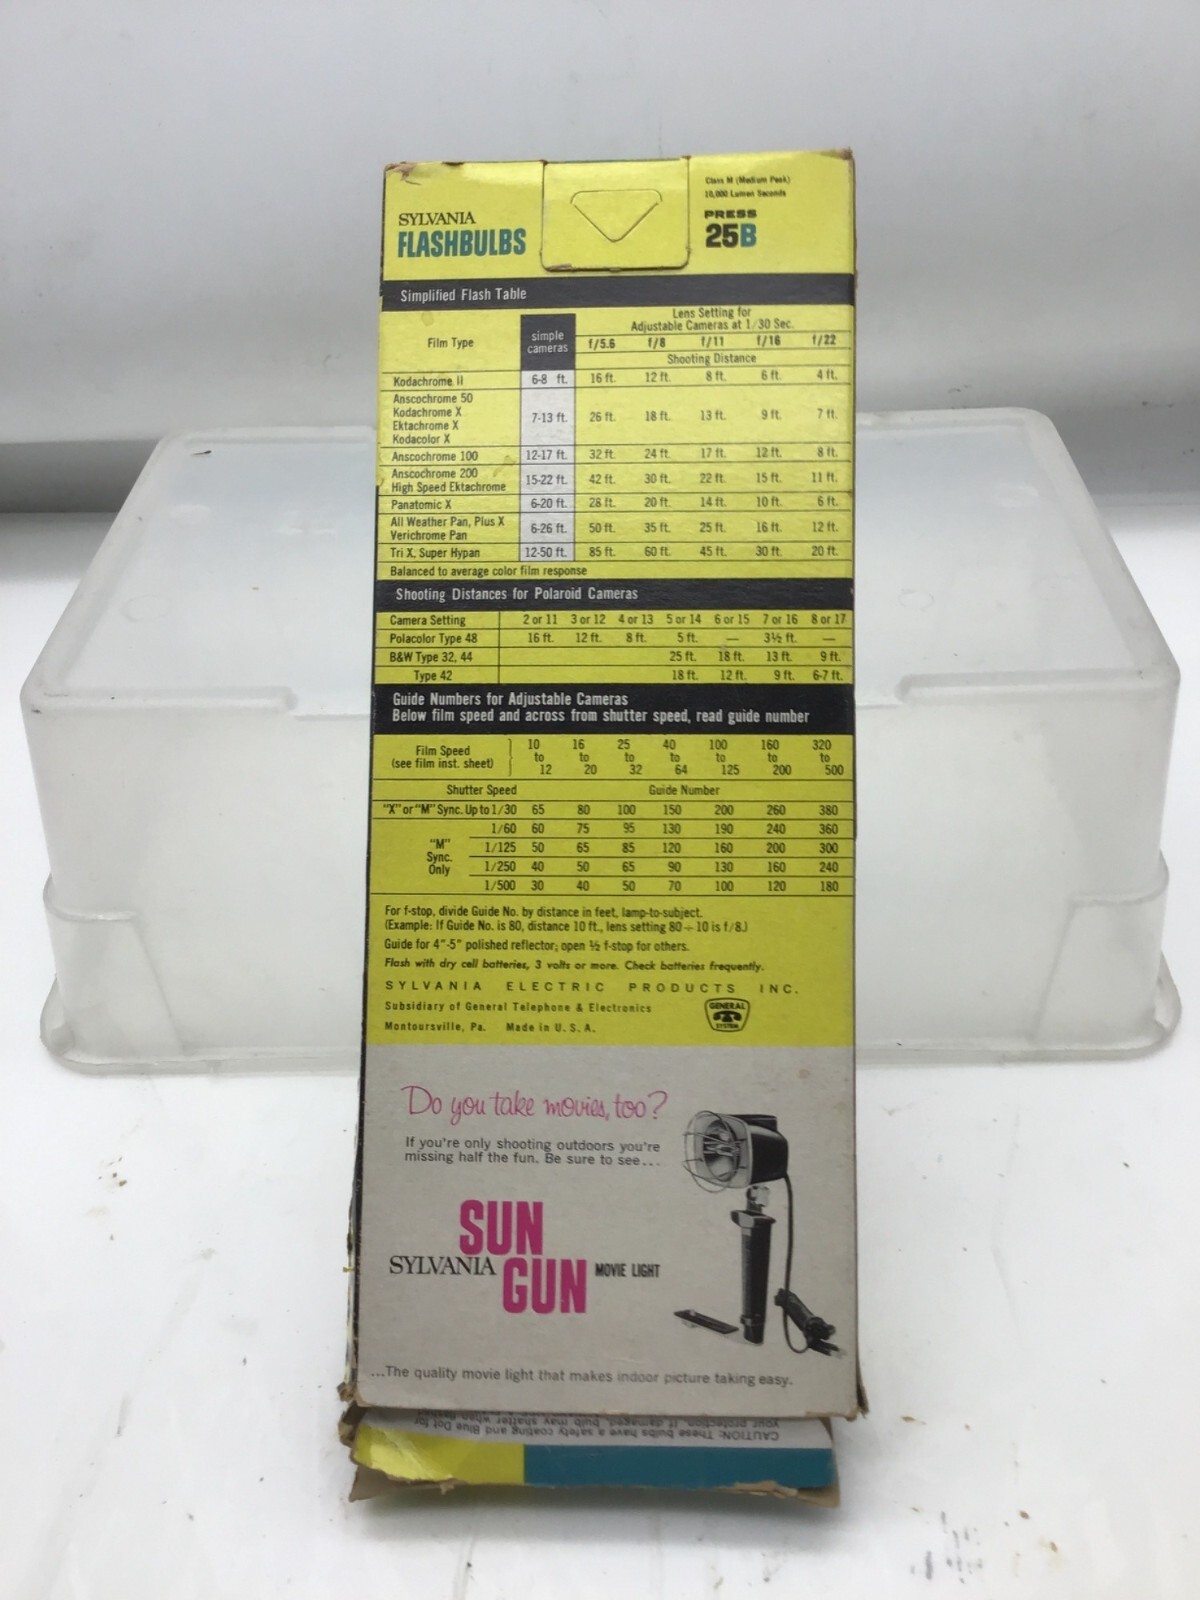 SYLVANIA
FLASHBULBS
Class M (Medium Peak)
10,000 Lumen Seconds
PRESS
25B
Simplified Flash Table
Film Type
simple
cameras
Lens Setting for
Adjustable Cameras at 1/30 Sec.
f/5.6 f/8 f/11 f/16 f/22
Shooting Distance
Kodachrome II 6-8 ft. 16 ft. 12 ft. 8 ft. 6 ft. 4 ft.
Anscochrome 50
Kodachrome X
Ektachrome X
Kodacolor X
7-13 ft. 26 ft. 18 ft. 13 ft. 9 ft. 7 ft.
Anscochrome 100 12-17 ft. 32 ft. 24 ft. 17 ft. 12 ft. 8 ft.
Anscochrome 200
High Speed Ektachrome
15-22 ft. 42 ft. 30 ft. 22 ft. 15 ft. 11 ft.
Panatomic X 6-20 ft. 28 ft. 20 ft. 14 ft. 10 ft. 6 ft.
All Weather Pan, Plus X
Verichrome Pan
6-26 ft. 50 ft. 35 ft. 25 ft. 16 ft. 12 ft.
Tri X, Super Hypan 12-50 ft. 85 ft. 60 ft. 45 ft. 30 ft. 20 ft.
Balanced to average color film response
Shooting Distances for Polaroid Cameras
Camera Setting 2 or 11 3 or 12 4 or 13 5 or 14 6 or 15 7 or 16 8 or 17
Polacolor Type 48 16 ft. 12 ft. 8 ft. 5 ft. — 3½ ft. —
B&W Type 32, 44 25 ft. 18 ft. 13 ft. 9 ft.
Type 42 18 ft. 12 ft. 9 ft. 6-7 ft.
Guide Numbers for Adjustable Cameras
Below film speed and across from shutter speed, read guide number
Film Speed
(see film inst. sheet)
10 16 25 40 100 160 320
to to to to to to to
12 20 32 64 125 200 500
Shutter Speed Guide Number
"X" or "M" Sync. Up to 1/30 65 80 100 150 200 260 380
"M"
Sync.
Only
1/60 60 75 95 130 190 240 360
1/125 50 65 85 120 160 200 300
1/250 40 50 65 90 130 160 240
1/500 30 40 50 70 100 120 180
For f-stop, divide Guide No. by distance in feet, lamp-to-subject.
(Example: If Guide No. is 80, distance 10 ft., lens setting 80 ÷ 10 is f/8.)
Guide for 4"-5" polished reflector; open ½ f-stop for others.
Flash with dry cell batteries, 3 volts or more. Check batteries frequently.
SYLVANIA ELECTRIC PRODUCTS INC.
Subsidiary of General Telephone & Electronics
Montoursville, Pa. Made in U.S.A.
GENERAL
SYSTEM
Do you take movies, too?
If you're only shooting outdoors you're
missing half the fun. Be sure to see...
SYLVANIA SUN GUN MOVIE LIGHT
...The quality movie light that makes indoor picture taking easy.
CAUTION: These bulbs have a safety coating and Blue Dot for
your protection. If damaged, bulb may shatter when